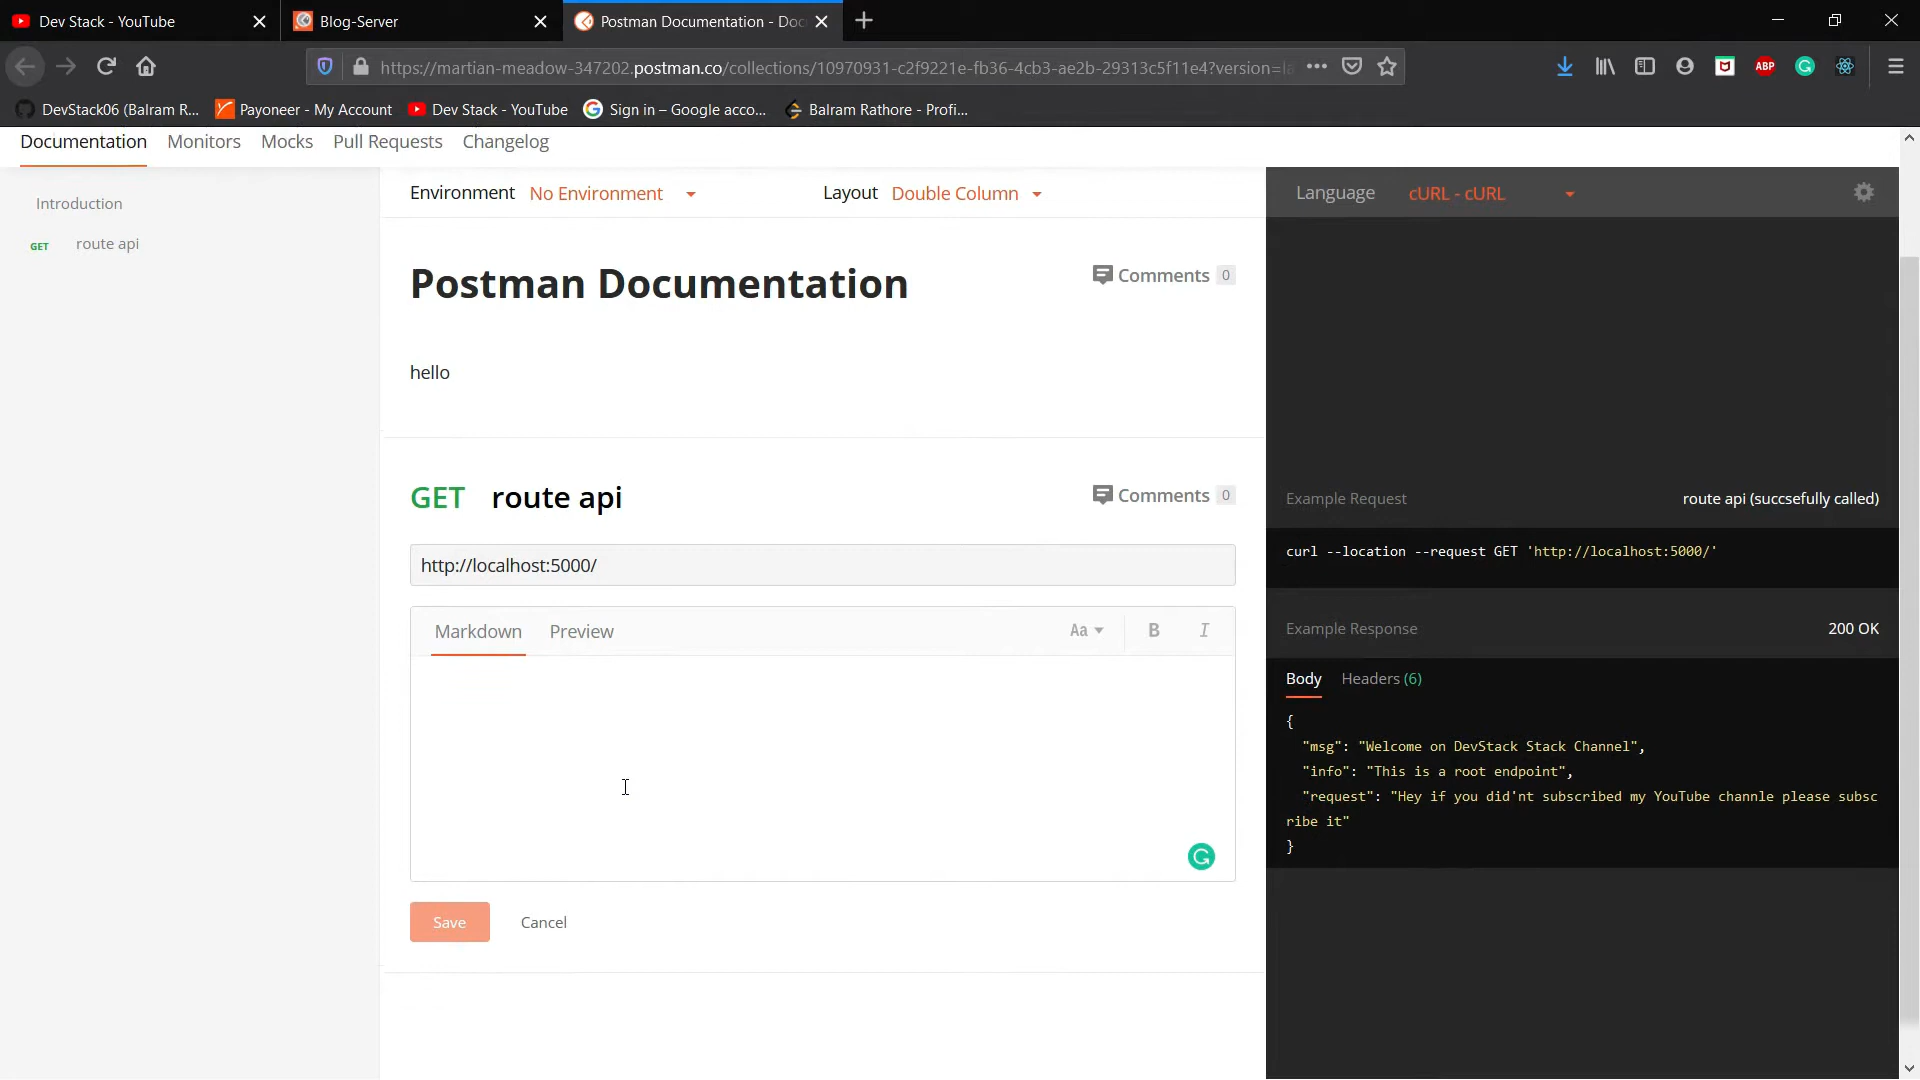 Dev Stack - YouTube
Blog-Server
Postman Documentation - Doc
https://martian-meadow-347202.postman.co/collections/10970931-c2f9221e-fb36-4cb3-ae2b-29313c5f11e4?version=la
ABP
DevStack06 (Balram R...
Payoneer - My Account
Dev Stack - YouTube
Sign in – Google acco...
Balram Rathore - Profi...
Documentation
Monitors
Mocks
Pull Requests
Changelog
Introduction
GET route api
Environment No Environment
Layout Double Column
Language cURL - cURL
Postman Documentation
Comments 0
hello
GET route api
Comments 0
http://localhost:5000/
Markdown
Preview
Aa
B
I
Save
Cancel
Example Request
route api (succsefully called)
curl --location --request GET 'http://localhost:5000/'
Example Response
200 OK
Body
Headers (6)
{
"msg": "Welcome on DevStack Stack Channel",
"info": "This is a root endpoint",
"request": "Hey if you did'nt subscribed my YouTube channle please subsc
ribe it"
}